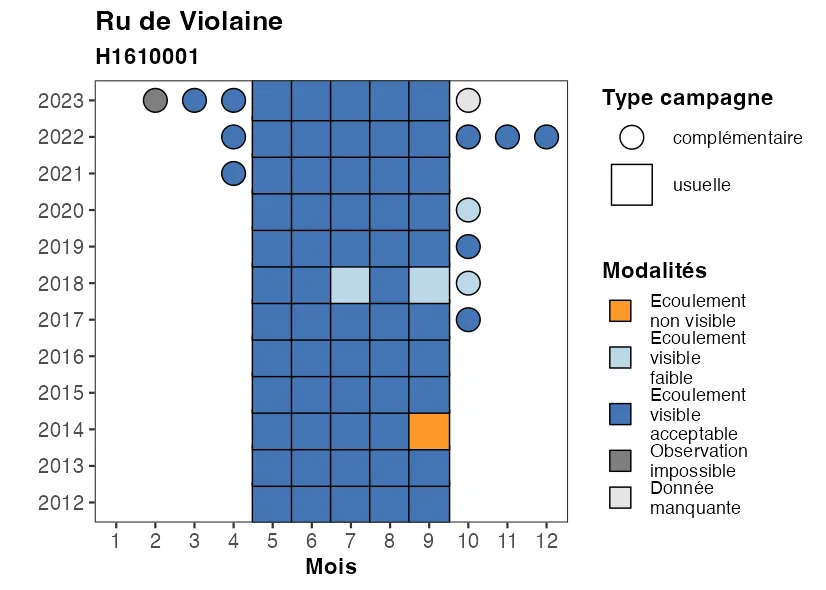 Ru de Violaine
H1610001
2023
2022
2021
2020
2019
2018
2017
2016
2015
2014
2013
2012
1 2 3 4 5 6 7 8 9 10 11 12
Mois
Type campagne
complémentaire
usuelle
Modalités
Ecoulement
non visible
Ecoulement
visible
faible
Ecoulement
visible
acceptable
Observation
impossible
Donnée
manquante